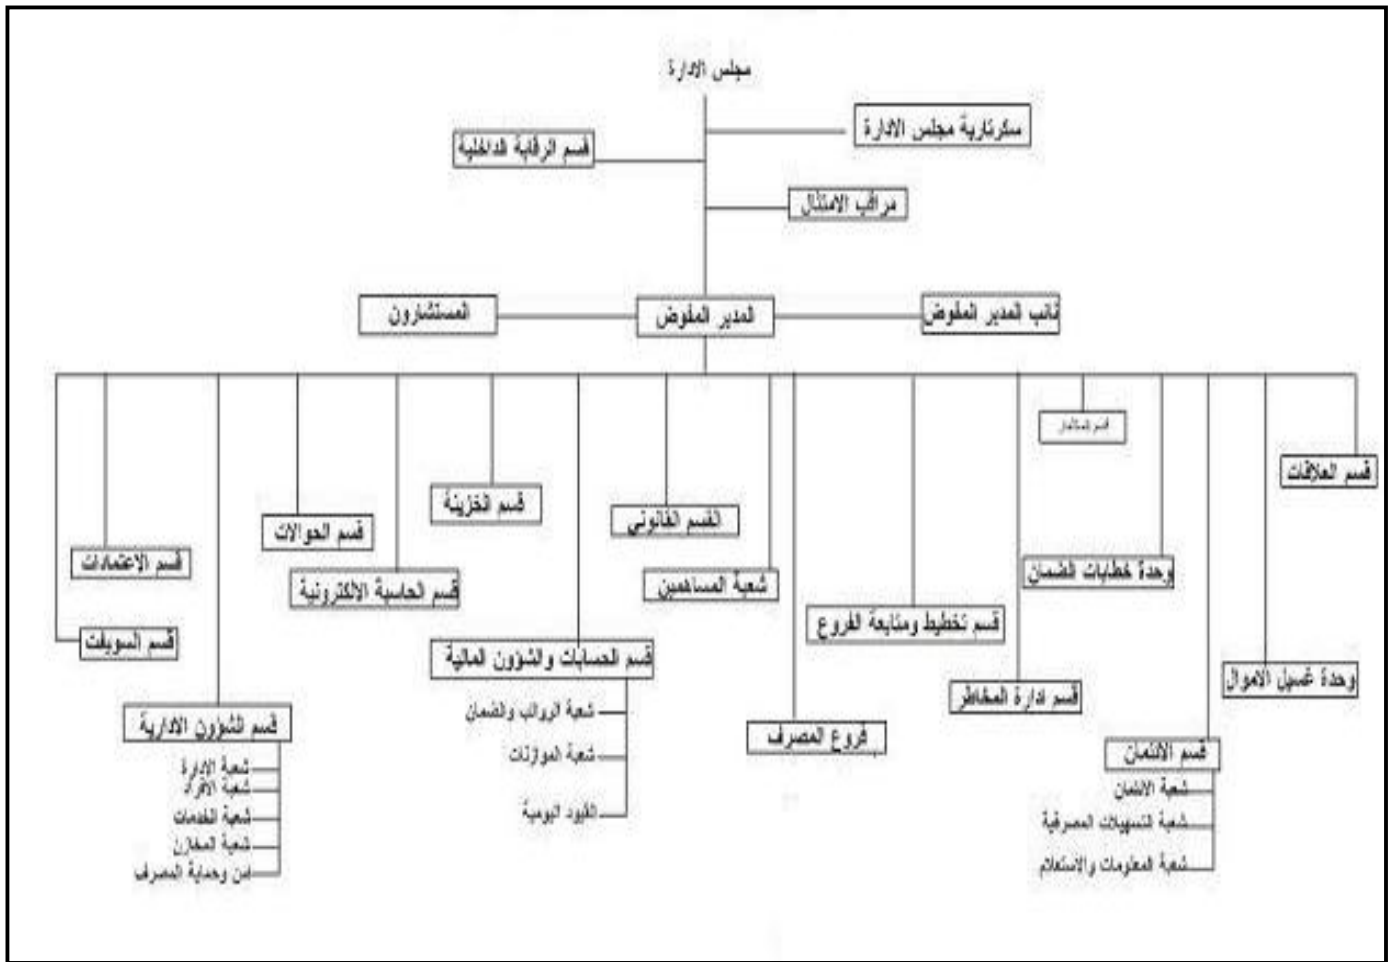 مجلس الادارة
سكرتارية مجلس الادارة
قسم الرقابة الداخلية
مراقب الامتثال
نائب المدير المفوض
المدير المفوض
المستشارون
قسم العلاقات
قسم الخزينة
القسم القانوني
قسم الحوالات
قسم الاعتمادات
وحدة خطابات الضمان
شعبة المساهمين
قسم الحاسبة الالكترونية
قسم تخطيط ومتابعة الفروع
قسم السويفت
قسم الحسابات والشؤون المالية
وحدة غسيل الاموال
قسم ادارة المخاطر
قسم الشؤون الادارية
فروع المصرف
قسم الائتمان
شعبة الرواتب والضمان
شعبة الموازنات
القيود اليومية
شعبة الادارة
شعبة الافراد
شعبة الخدمات
شعبة المخازن
امن وحماية المصرف
شعبة الائتمان
شعبة التسهيلات المصرفية
شعبة المعلومات والاستعلام